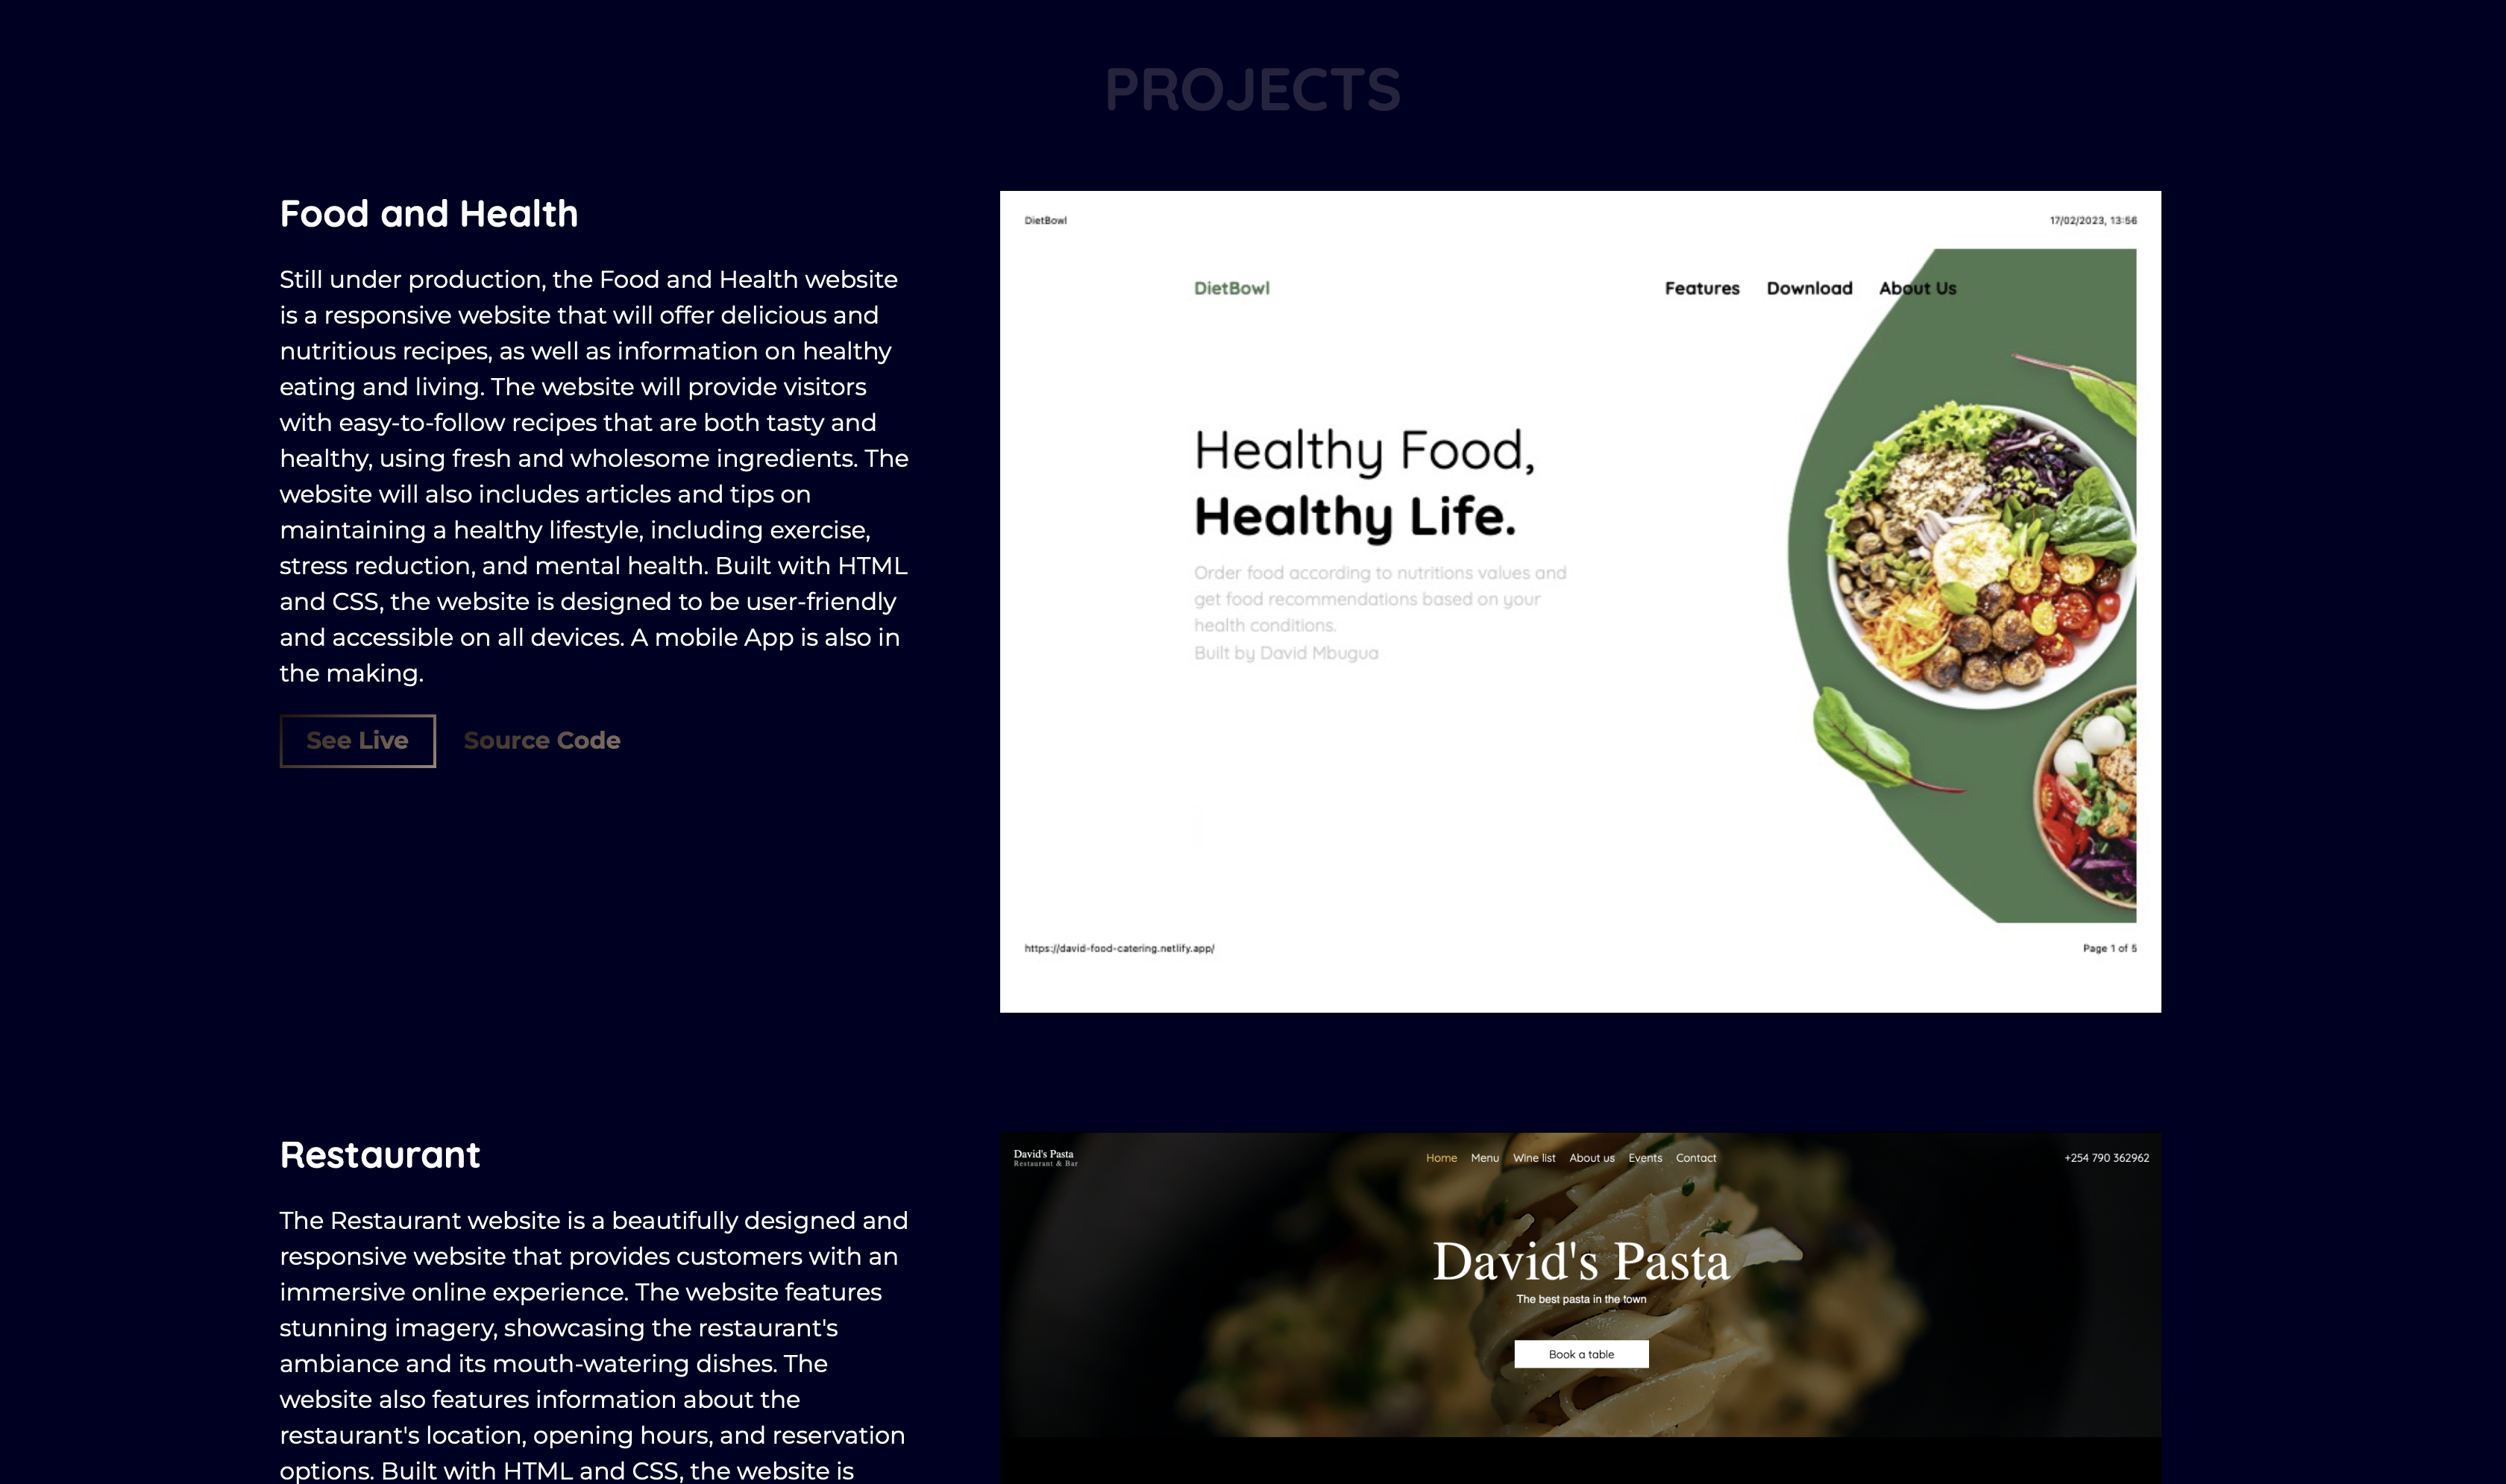 PROJECTS
Food and Health
Still under production, the Food and Health website
is a responsive website that will offer delicious and
nutritious recipes, as well as information on healthy
eating and living. The website will provide visitors
with easy-to-follow recipes that are both tasty and
healthy, using fresh and wholesome ingredients. The
website will also includes articles and tips on
maintaining a healthy lifestyle, including exercise,
stress reduction, and mental health. Built with HTML
and CSS, the website is designed to be user-friendly
and accessible on all devices. A mobile App is also in
the making.
See Live Source Code
DietBowl 17/02/2023, 13:56
DietBowl Features Download About Us
Healthy Food,
Healthy Life.
Order food according to nutritions values and
get food recommendations based on your
health conditions.
Built by David Mbugua
https://david-food-catering.netlify.app/ Page 1 of 5
Restaurant
The Restaurant website is a beautifully designed and
responsive website that provides customers with an
immersive online experience. The website features
stunning imagery, showcasing the restaurant's
ambiance and its mouth-watering dishes. The
website also features information about the
restaurant's location, opening hours, and reservation
options. Built with HTML and CSS, the website is
David's Pasta
Restaurant & Bar
Home Menu Wine list About us Events Contact
+254 790 362962
David's Pasta
The best pasta in the town
Book a table